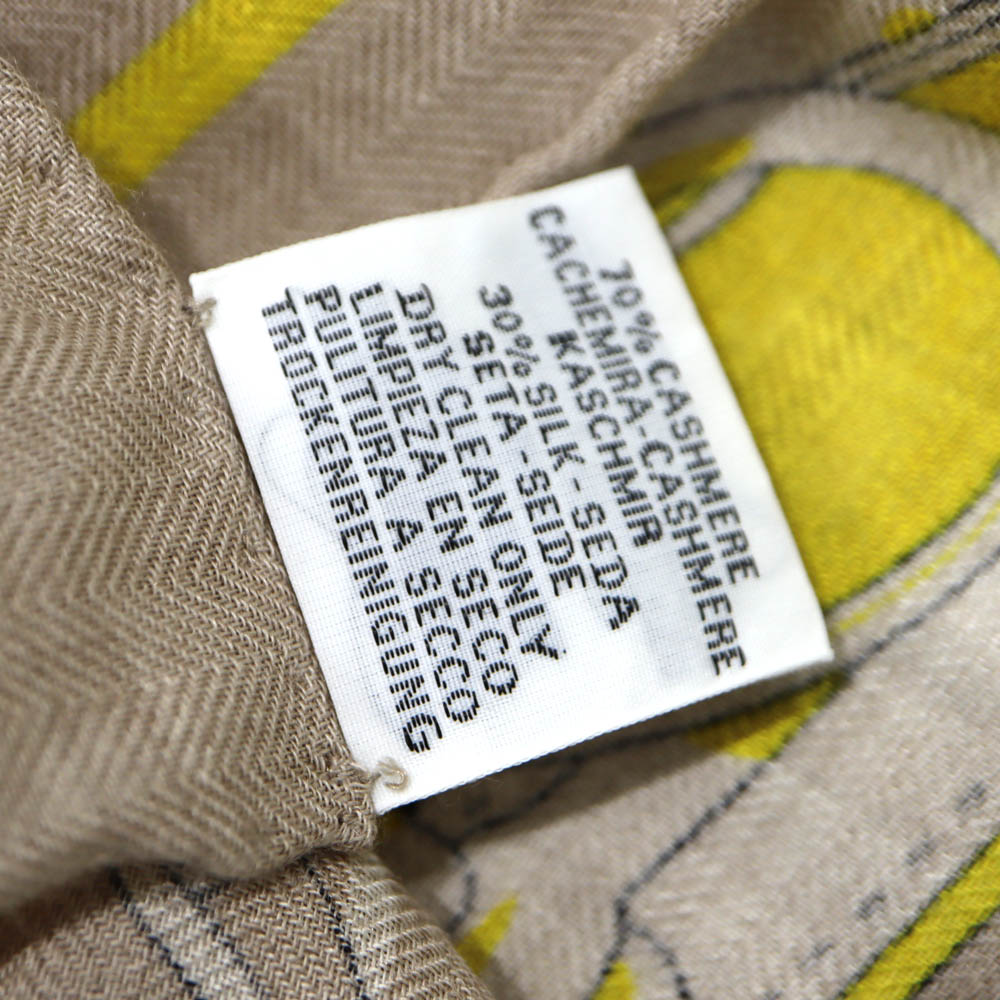 70% CASHMERE
CACHEMIRA-CASHMERE
KASCHMIR
30% SILK - SEDA
SETA - SEIDE
DRY CLEAN ONLY
LIMPIEZA EN SECO
PULITURA A SECCO
TROCKENREINIGUNG